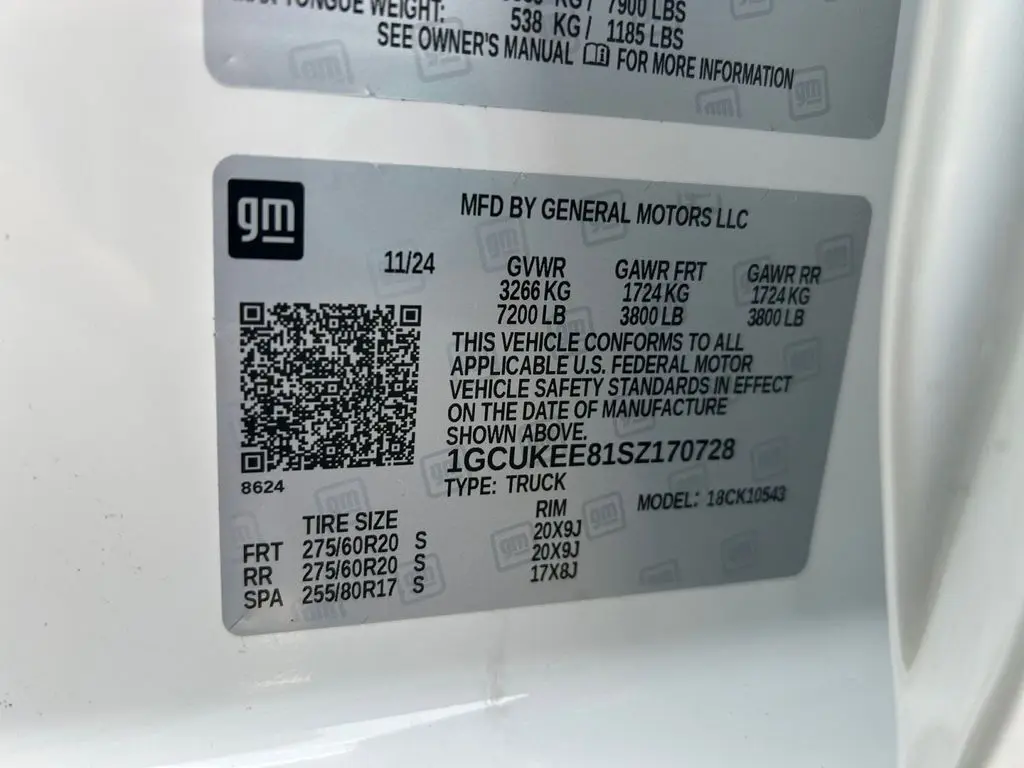 TONGUE WEIGHT: KG/ 7900 LBS
538 KG/ 1185 LBS
SEE OWNER'S MANUAL FOR MORE INFORMATION
gm
MFD BY GENERAL MOTORS LLC
11/24 GVWR GAWR FRT GAWR RR
3266 KG 1724 KG 1724 KG
7200 LB 3800 LB 3800 LB
THIS VEHICLE CONFORMS TO ALL
APPLICABLE U.S. FEDERAL MOTOR
VEHICLE SAFETY STANDARDS IN EFFECT
ON THE DATE OF MANUFACTURE
SHOWN ABOVE.
1GCUKEE81SZ170728
8624
TYPE: TRUCK
MODEL: 18CK10543
TIRE SIZE RIM
FRT 275/60R20 S 20X9J
RR 275/60R20 S 20X9J
SPA 255/80R17 S 17X8J